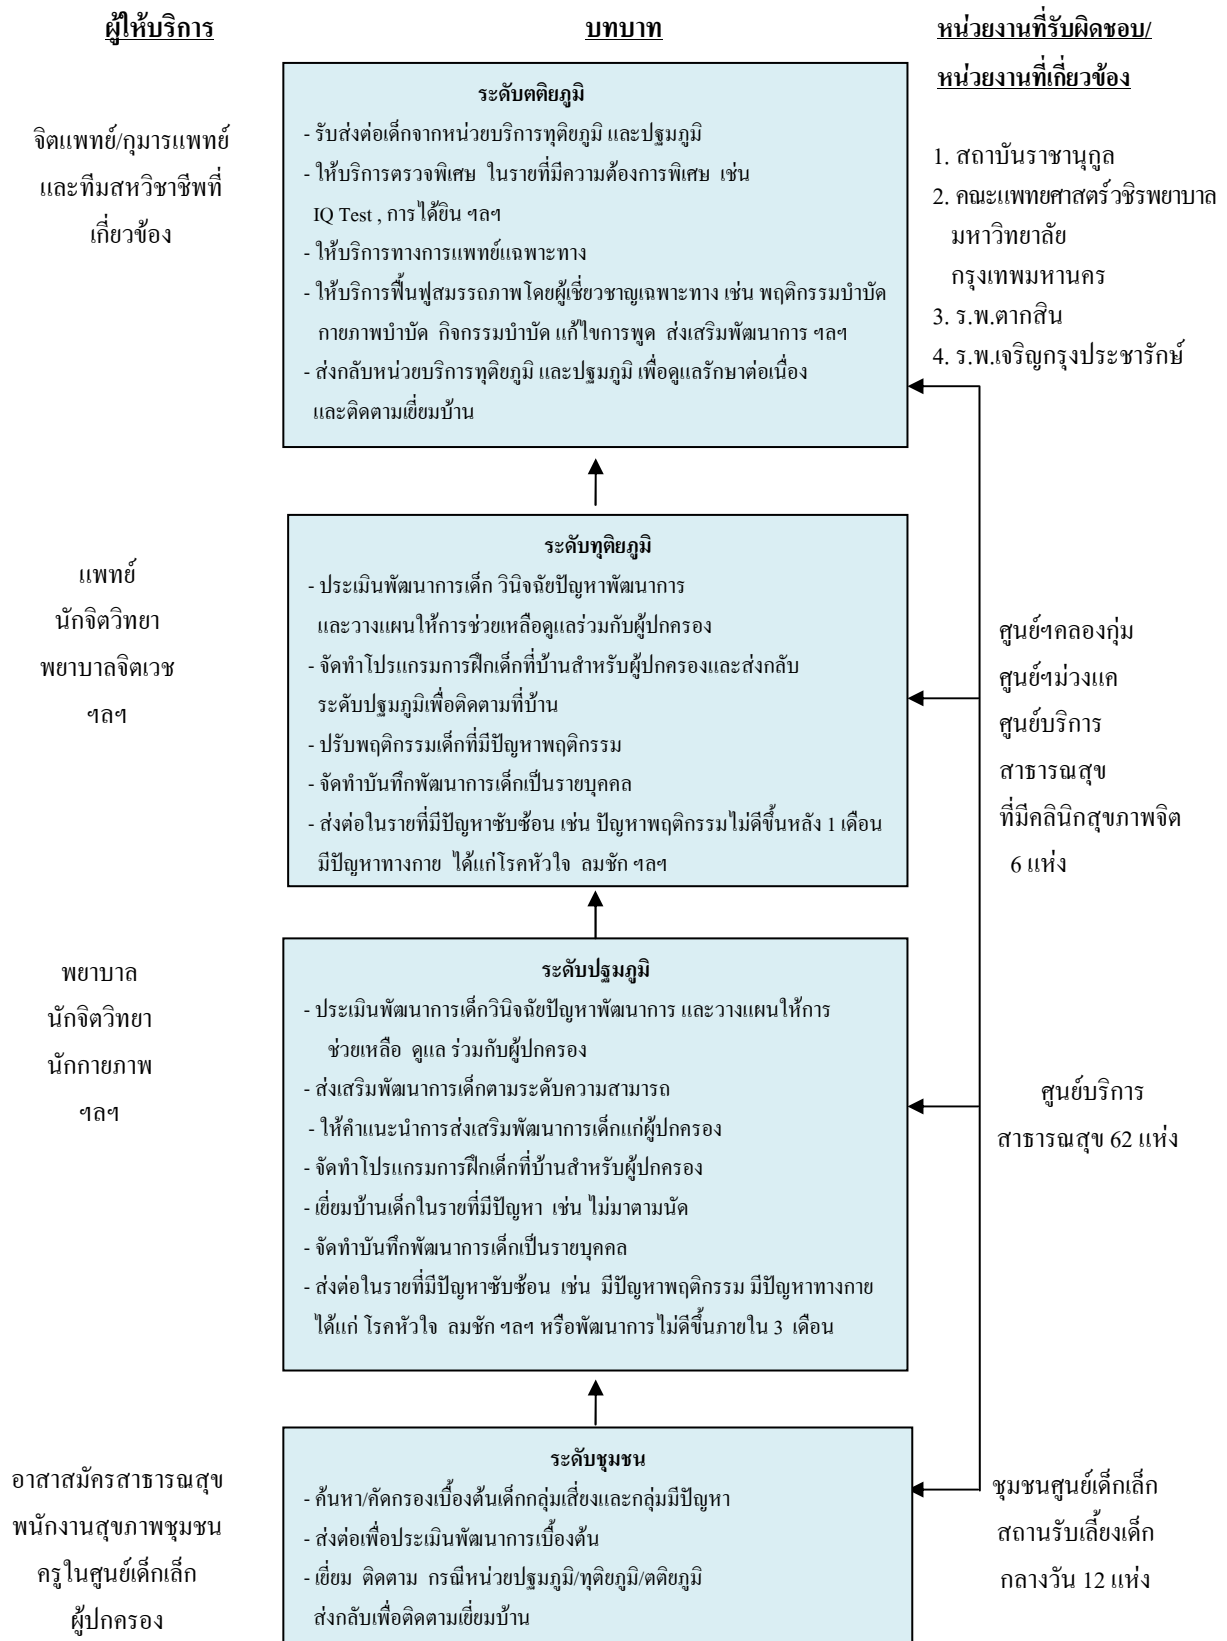 ผู้ให้บริการ
บทบาท
หน่วยงานที่รับผิดชอบ/
หน่วยงานที่เกี่ยวข้อง
จิตแพทย์/กุมารแพทย์
และทีมสหวิชาชีพที่
เกี่ยวข้อง
ระดับตติยภูมิ
- รับส่งต่อเด็กจากหน่วยบริการทุติยภูมิ และปฐมภูมิ
- ให้บริการตรวจพิเศษ ในรายที่มีความต้องการพิเศษ เช่น
IQ Test , การได้ยิน ฯลฯ
- ให้บริการทางการแพทย์เฉพาะทาง
- ให้บริการฟื้นฟูสมรรถภาพโดยผู้เชี่ยวชาญเฉพาะทาง เช่น พฤติกรรมบำบัด
กายภาพบำบัด กิจกรรมบำบัด แก้ไขการพูด ส่งเสริมพัฒนาการ ฯลฯ
- ส่งกลับหน่วยบริการทุติยภูมิ และปฐมภูมิ เพื่อดูแลรักษาต่อเนื่อง
และติดตามเยี่ยมบ้าน
1. สถาบันราชานุกูล
2. คณะแพทยศาสตร์วชิรพยาบาล
มหาวิทยาลัย
กรุงเทพมหานคร
3. ร.พ.ตากสิน
4. ร.พ.เจริญกรุงประชารักษ์
แพทย์
นักจิตวิทยา
พยาบาลจิตเวช
ฯลฯ
ระดับทุติยภูมิ
- ประเมินพัฒนาการเด็ก วินิจฉัยปัญหาพัฒนาการ
และวางแผนให้การช่วยเหลือดูแลร่วมกับผู้ปกครอง
- จัดทำโปรแกรมการฝึกเด็กที่บ้านสำหรับผู้ปกครองและส่งกลับ
ระดับปฐมภูมิเพื่อติดตามที่บ้าน
- ปรับพฤติกรรมเด็กที่มีปัญหาพฤติกรรม
- จัดทำบันทึกพัฒนาการเด็กเป็นรายบุคคล
- ส่งต่อในรายที่มีปัญหาซับซ้อน เช่น ปัญหาพฤติกรรมไม่ดีขึ้นหลัง 1 เดือน
มีปัญหาทางกาย ได้แก่โรคหัวใจ ลมชัก ฯลฯ
ศูนย์ฯคลองกุ่ม
ศูนย์ฯม่วงแค
ศูนย์บริการ
สาธารณสุข
ที่มีคลินิกสุขภาพจิต
6 แห่ง
พยาบาล
นักจิตวิทยา
นักกายภาพ
ฯลฯ
ระดับปฐมภูมิ
- ประเมินพัฒนาการเด็กวินิจฉัยปัญหาพัฒนาการ และวางแผนให้การ
ช่วยเหลือ ดูแล ร่วมกับผู้ปกครอง
- ส่งเสริมพัฒนาการเด็กตามระดับความสามารถ
- ให้คำแนะนำการส่งเสริมพัฒนาการเด็กแก่ผู้ปกครอง
- จัดทำโปรแกรมการฝึกเด็กที่บ้านสำหรับผู้ปกครอง
- เยี่ยมบ้านเด็กในรายที่มีปัญหา เช่น ไม่มาตามนัด
- จัดทำบันทึกพัฒนาการเด็กเป็นรายบุคคล
- ส่งต่อในรายที่มีปัญหาซับซ้อน เช่น มีปัญหาพฤติกรรม มีปัญหาทางกาย
ได้แก่ โรคหัวใจ ลมชัก ฯลฯ หรือพัฒนาการไม่ดีขึ้นภายใน 3 เดือน
ศูนย์บริการ
สาธารณสุข 62 แห่ง
อาสาสมัครสาธารณสุข
พนักงานสุขภาพชุมชน
ครูในศูนย์เด็กเล็ก
ผู้ปกครอง
ระดับชุมชน
- ค้นหา/คัดกรองเบื้องต้นเด็กกลุ่มเสี่ยงและกลุ่มมีปัญหา
- ส่งต่อเพื่อประเมินพัฒนาการเบื้องต้น
- เยี่ยม ติดตาม กรณีหน่วยปฐมภูมิ/ทุติยภูมิ/ตติยภูมิ
ส่งกลับเพื่อติดตามเยี่ยมบ้าน
ชุมชนศูนย์เด็กเล็ก
สถานรับเลี้ยงเด็ก
กลางวัน 12 แห่ง